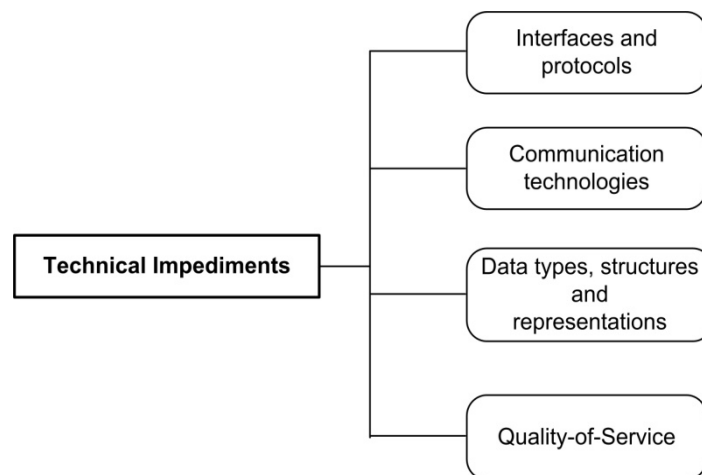 Interfaces and
protocols
Communication
technologies
Technical Impediments
Data types, structures
and
representations
Quality-of-Service